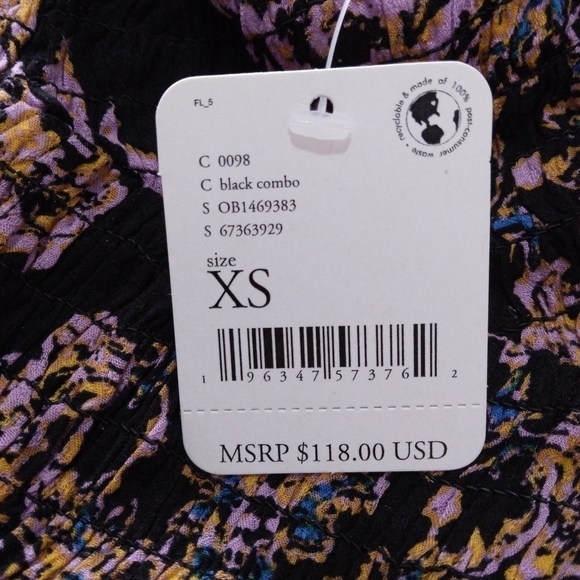 FL_5
recyclable & made of 100% post-consumer waste •
C 0098
C black combo
S OB1469383
S 67363929
size
XS
1 96347 57376 2
MSRP $118.00 USD